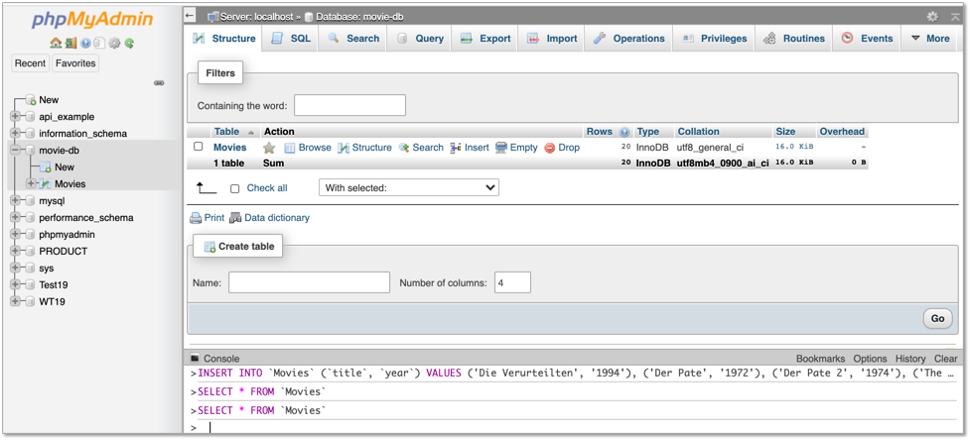 phpMyAdmin
Recent Favorites
New
api_example
information_schema
movie-db
New
Movies
mysql
performance_schema
phpmyadmin
PRODUCT
sys
Test19
WT19
Server: localhost » Database: movie-db
Structure SQL Search Query Export Import Operations Privileges Routines Events More
Filters
Containing the word:
Table Action Rows Type Collation Size Overhead
Movies Browse Structure Search Insert Empty Drop 20 InnoDB utf8_general_ci 16.0 KiB -
1 table Sum 20 InnoDB utf8mb4_0900_ai_ci 16.0 KiB 0 B
Check all With selected:
Print Data dictionary
Create table
Name: Number of columns: 4
Go
Console Bookmarks Options History Clear
>INSERT INTO `Movies` (`title`, `year`) VALUES ('Die Verurteilten', '1994'), ('Der Pate', '1972'), ('Der Pate 2', '1974'), ('The …
>SELECT * FROM `Movies`
>SELECT * FROM `Movies`
>